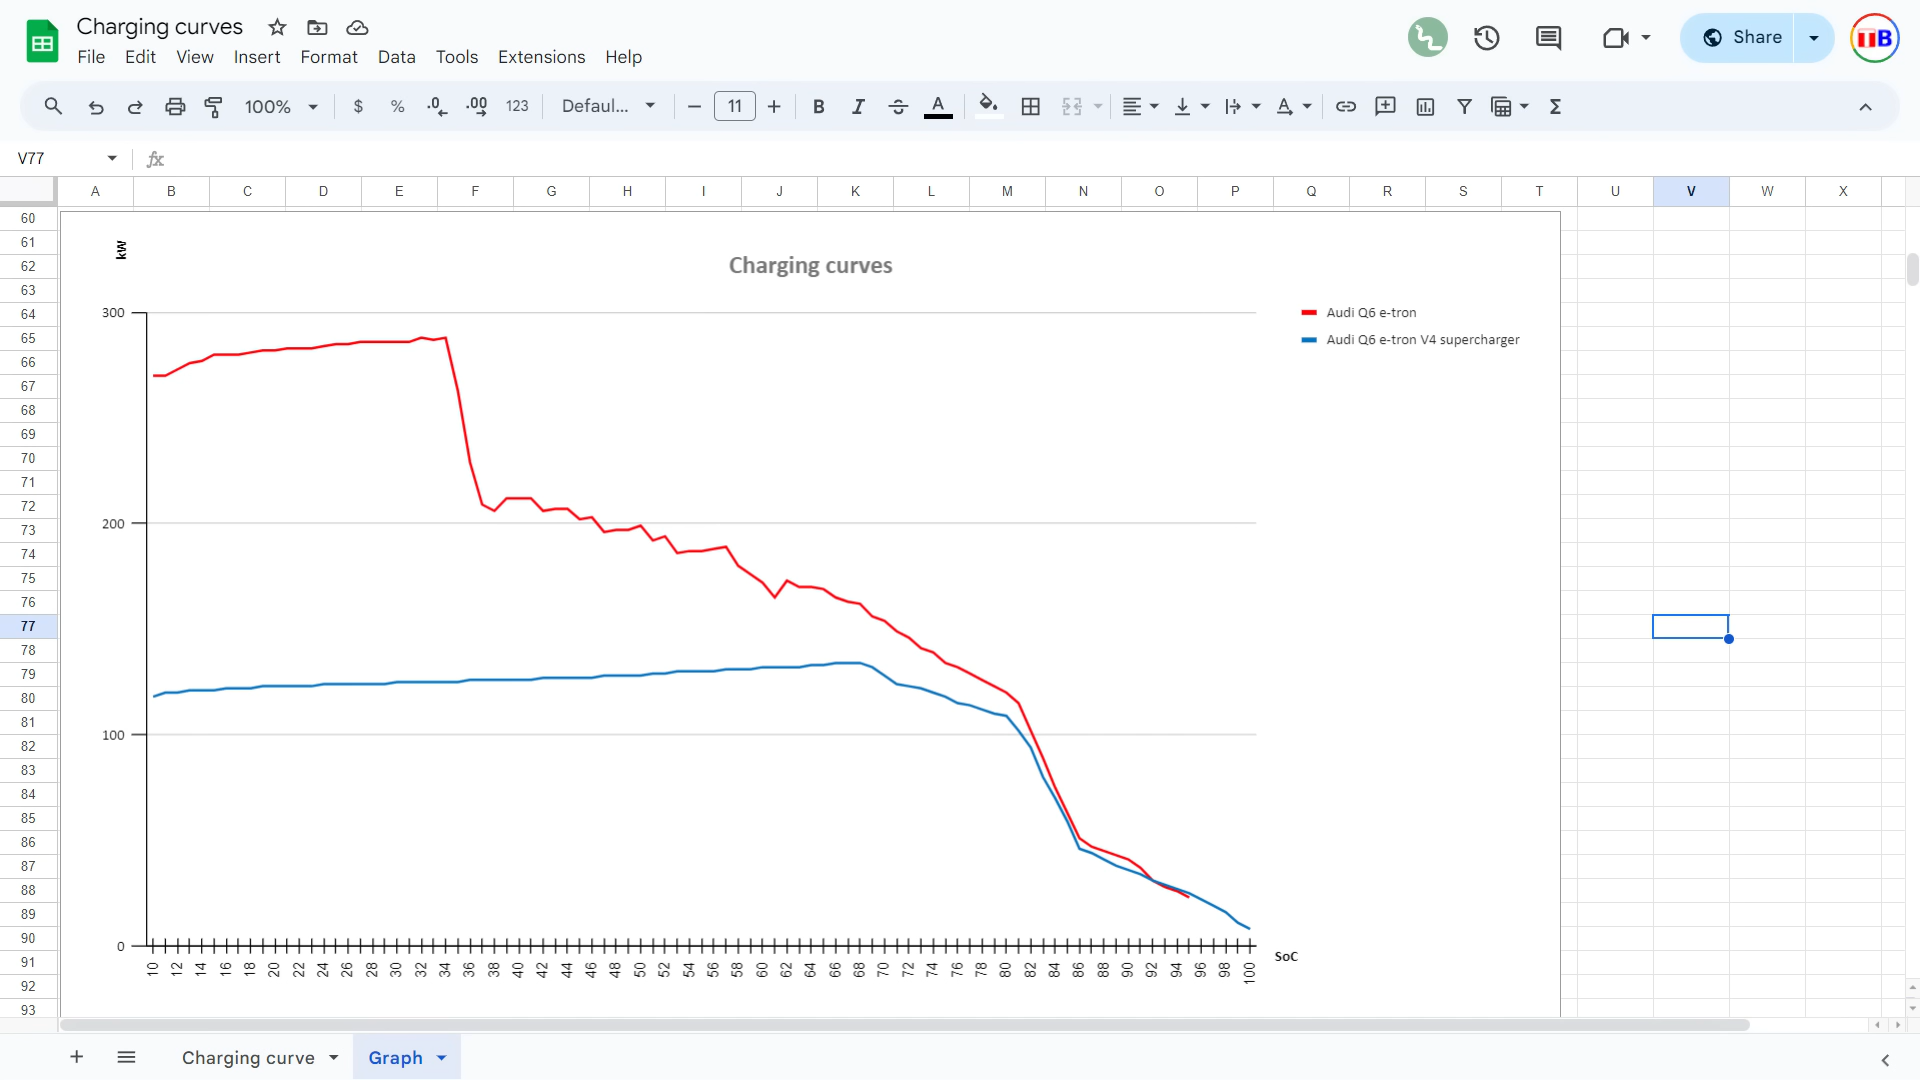 Charging curves
File Edit View Insert Format Data Tools Extensions Help
Share
TB
100% $ % .0 .00 123 Defaul... 11 B I A Σ
V77 fx
A B C D E F G H I J K L M N O P Q R S T U V W X
60
61
62
63
64
65
66
67
68
69
70
71
72
73
74
75
76
77
78
79
80
81
82
83
84
85
86
87
88
89
90
91
92
93
kW
Charging curves
Audi Q6 e-tron
Audi Q6 e-tron V4 supercharger
300
200
100
0
10 12 14 16 18 20 22 24 26 28 30 32 34 36 38 40 42 44 46 48 50 52 54 56 58 60 62 64 66 68 70 72 74 76 78 80 82 84 86 88 90 92 94 96 98 100
SoC
Charging curve Graph